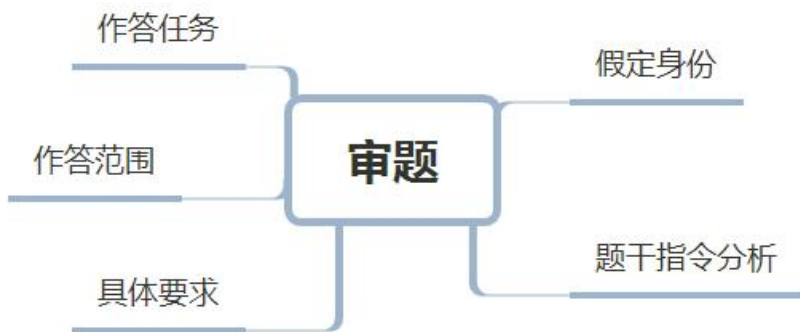 作答任务
假定身份
审题
作答范围
题干指令分析
具体要求